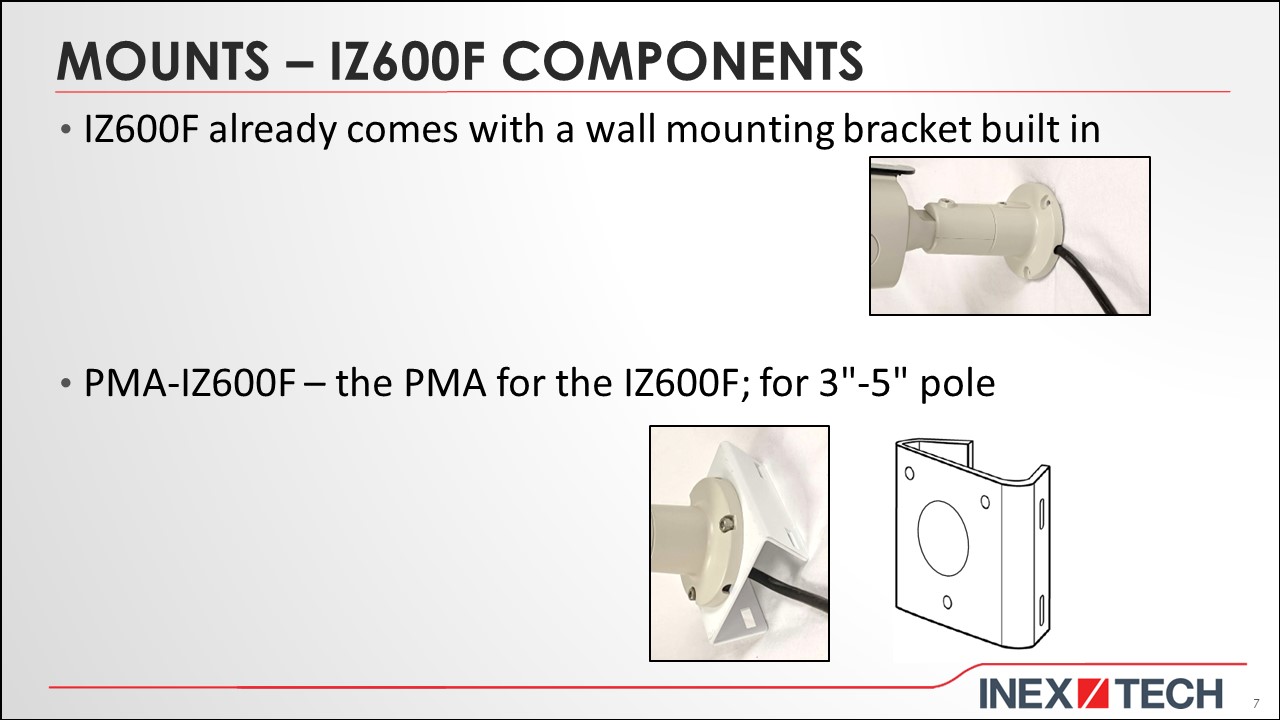 MOUNTS – IZ600F COMPONENTS
• IZ600F already comes with a wall mounting bracket built in
• PMA-IZ600F – the PMA for the IZ600F; for 3"-5" pole
INEX TECH
7